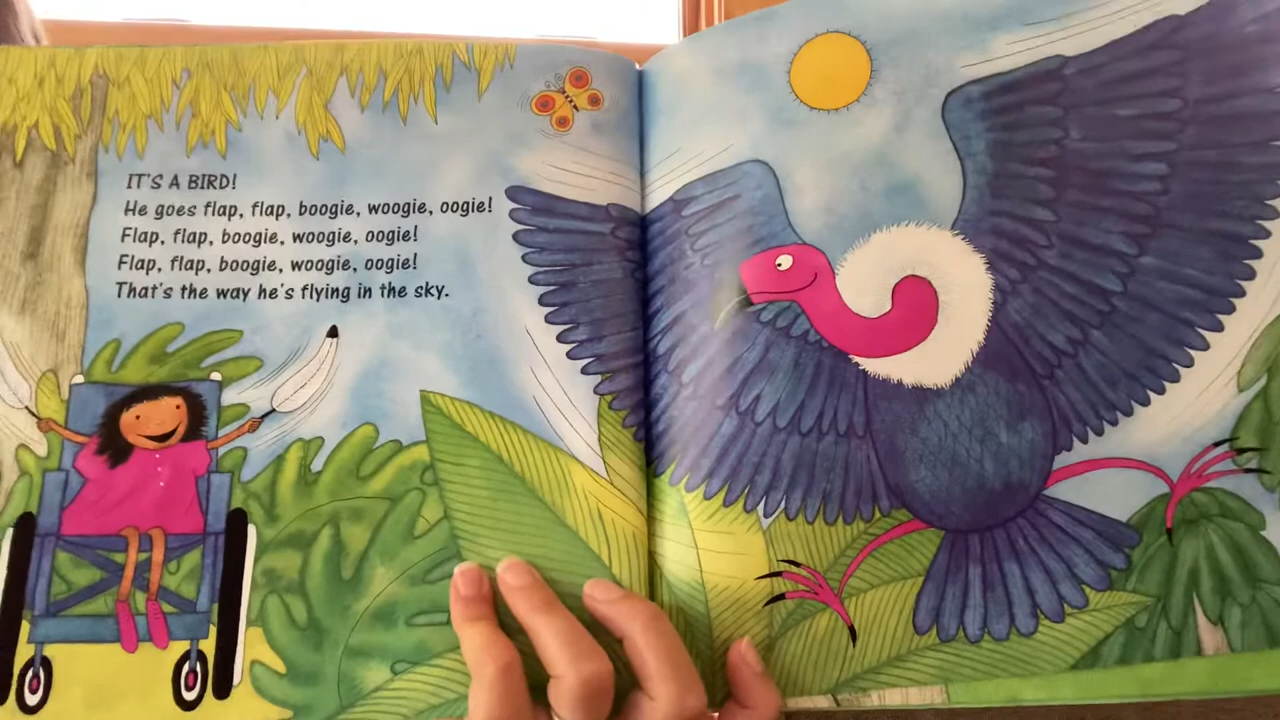 IT'S A BIRD!
He goes flap, flap, boogie, woogie, oogie!
Flap, flap, boogie, woogie, oogie!
Flap, flap, boogie, woogie, oogie!
That's the way he's flying in the sky.